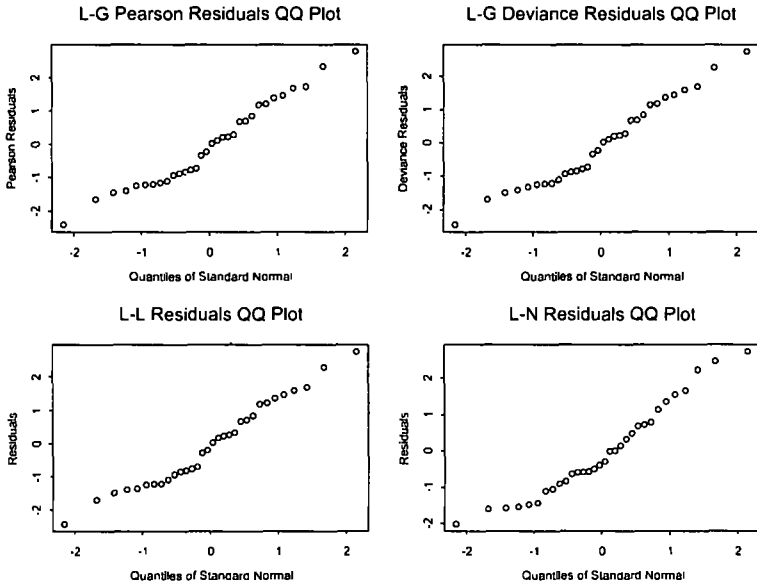 L-G Pearson Residuals QQ Plot
Pearson Residuals
2
1
0
-1
-2
-2 -1 0 1 2
Quantiles of Standard Normal
L-G Deviance Residuals QQ Plot
Deviance Residuals
2
1
0
-1
-2
-2 -1 0 1 2
Quantiles of Standard Normal
L-L Residuals QQ Plot
Residuals
2
1
0
-1
-2
-2 -1 0 1 2
Quantiles of Standard Normal
L-N Residuals QQ Plot
Residuals
2
1
0
-1
-2
-2 -1 0 1 2
Quantiles of Standard Normal